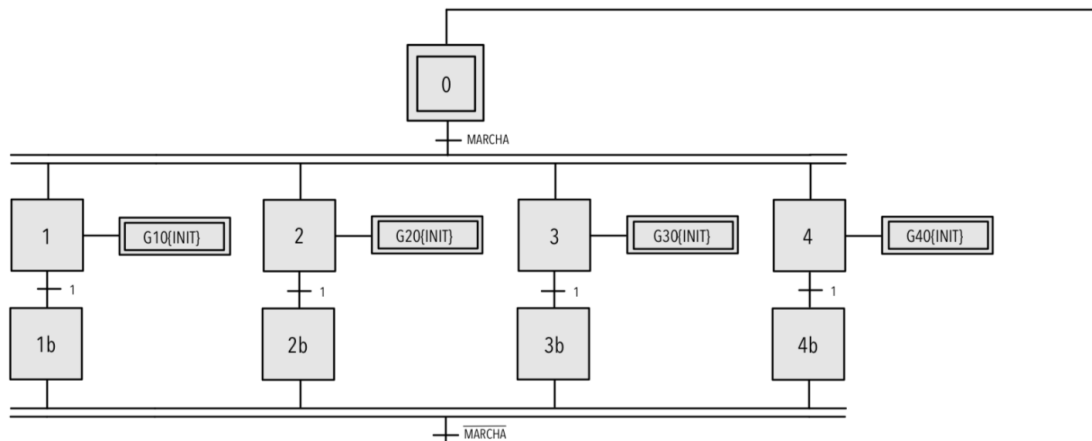 0
MARCHA
1 G10{INIT} 2 G20{INIT} 3 G30{INIT} 4 G40{INIT}
1 1 1 1
1b 2b 3b 4b
M̅A̅R̅C̅H̅A̅